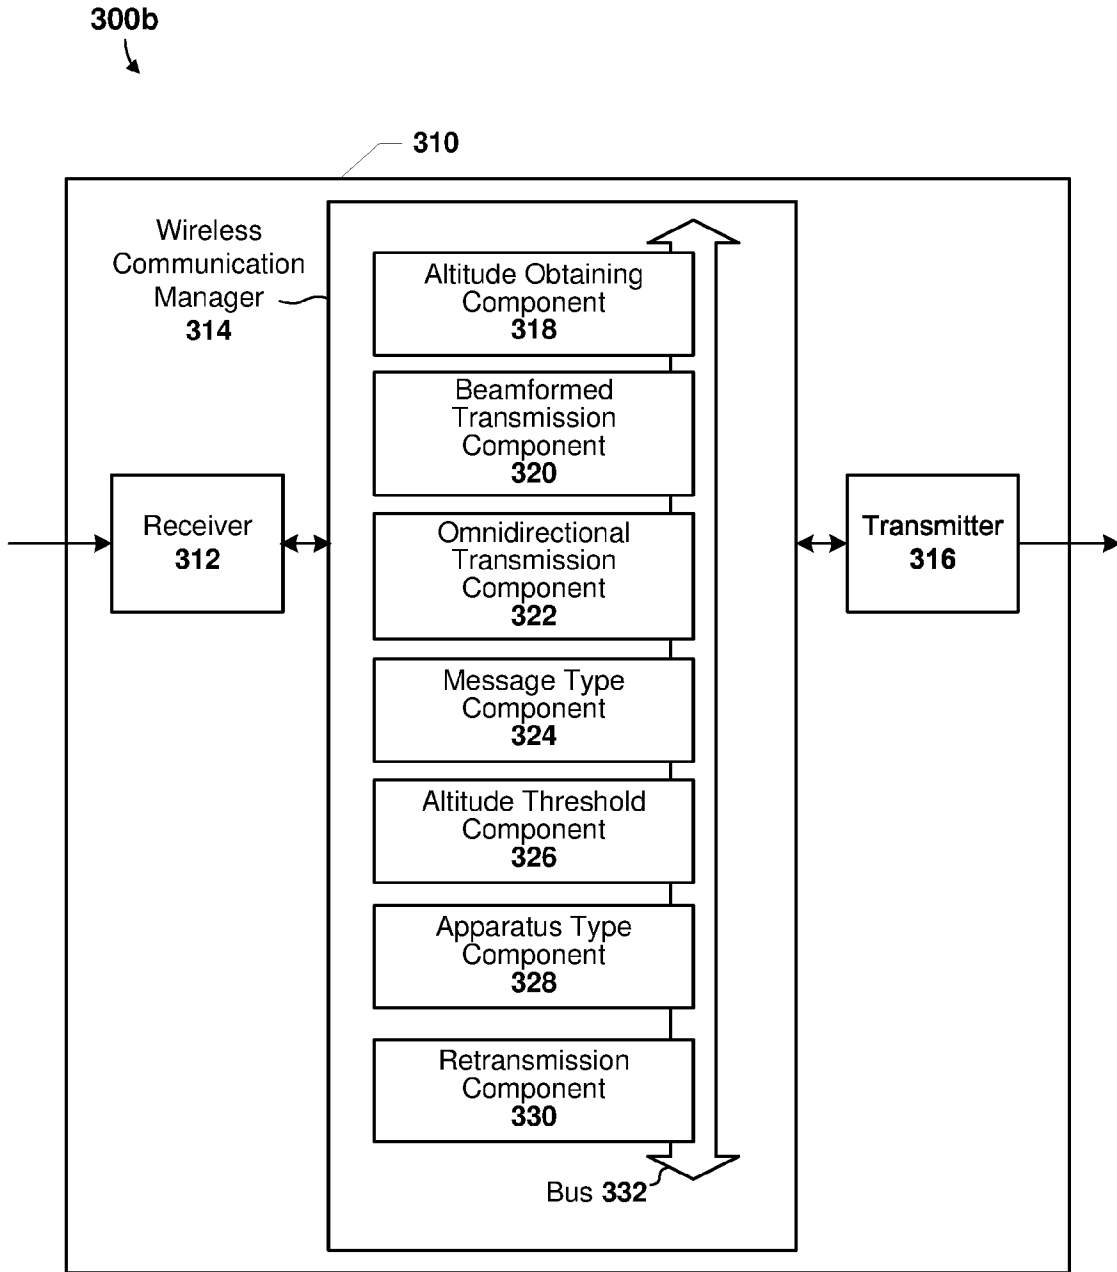 300b
310
Wireless
Communication
Manager
314
Altitude Obtaining
Component
318
Beamformed
Transmission
Component
320
Receiver
312
Omnidirectional
Transmission
Component
322
Transmitter
316
Message Type
Component
324
Altitude Threshold
Component
326
Apparatus Type
Component
328
Retransmission
Component
330
Bus 332